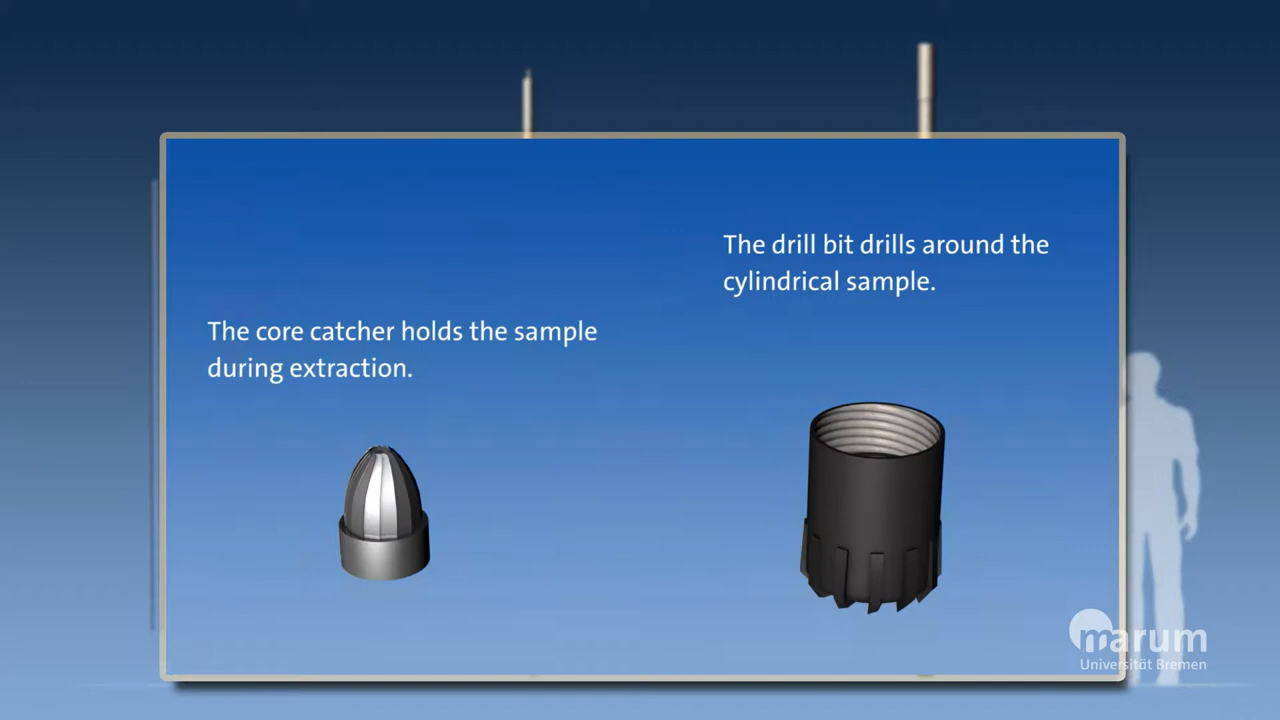 The drill bit drills around the
cylindrical sample.
The core catcher holds the sample
during extraction.
marum
Universität Bremen